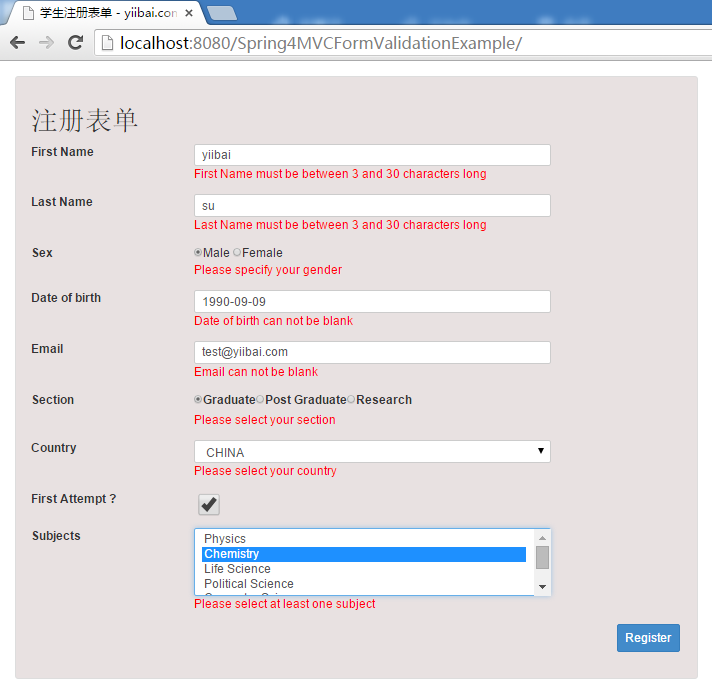 学生注册表单 - yiibai.con
localhost:8080/Spring4MVCFormValidationExample/
注册表单
First Name
yiibai
First Name must be between 3 and 30 characters long
Last Name
su
Last Name must be between 3 and 30 characters long
Sex
Male Female
Please specify your gender
Date of birth
1990-09-09
Date of birth can not be blank
Email
test@yiibai.com
Email can not be blank
Section
Graduate Post Graduate Research
Please select your section
Country
CHINA
Please select your country
First Attempt ?
Subjects
Physics
Chemistry
Life Science
Political Science
Please select at least one subject
Register